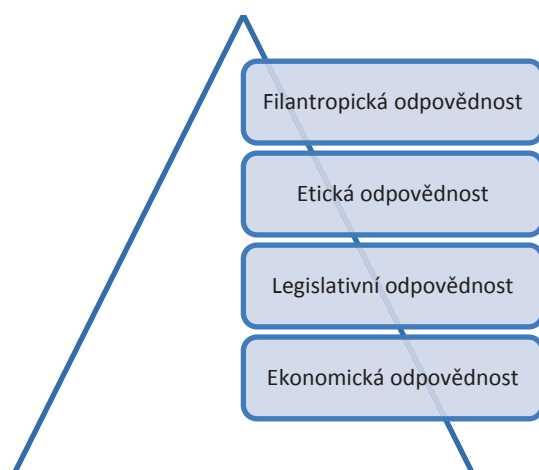 Filantropická odpovědnost
Etická odpovědnost
Legislativní odpovědnost
Ekonomická odpovědnost